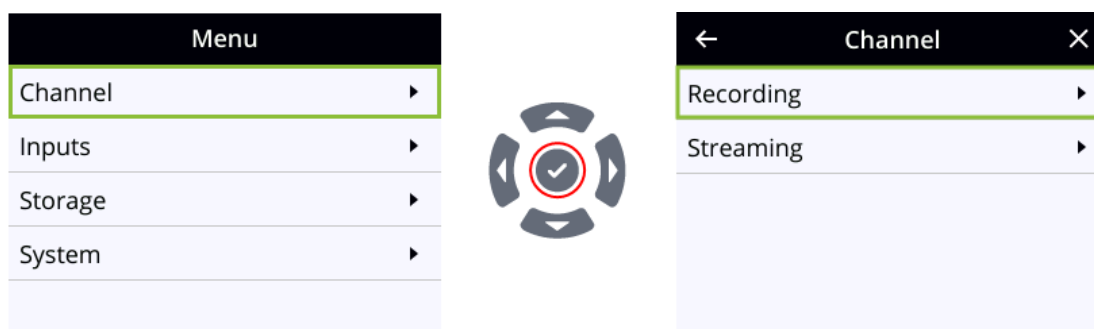 Menu
Channel
Inputs
Storage
System
Channel
Recording
Streaming